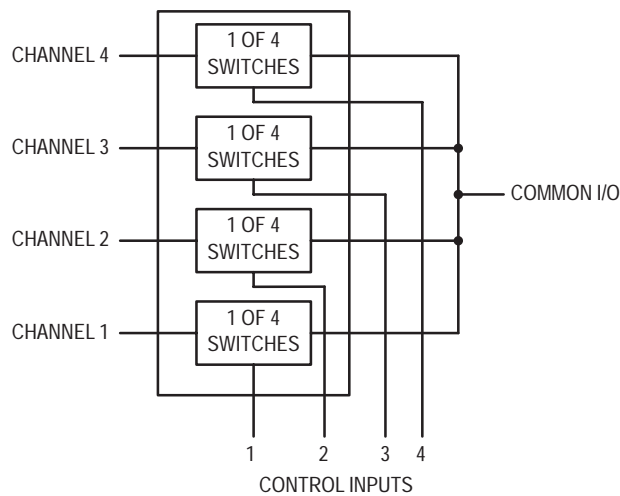 CHANNEL 4
1 OF 4
SWITCHES
CHANNEL 3
1 OF 4
SWITCHES
COMMON I/O
CHANNEL 2
1 OF 4
SWITCHES
CHANNEL 1
1 OF 4
SWITCHES
1 2 3 4
CONTROL INPUTS